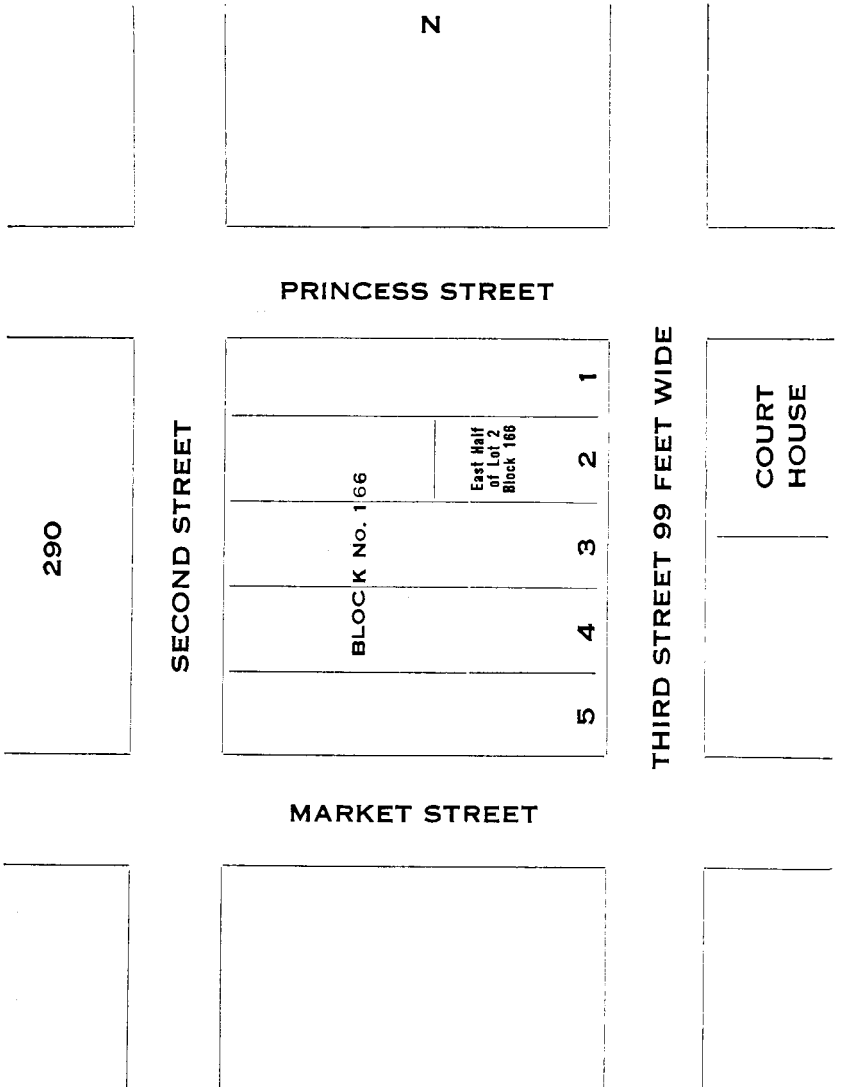 N
PRINCESS STREET
290
SECOND STREET
BLOCK No. 166
1
East Half
of Lot 2
Block 166
2
3
4
5
THIRD STREET 99 FEET WIDE
COURT
HOUSE
MARKET STREET